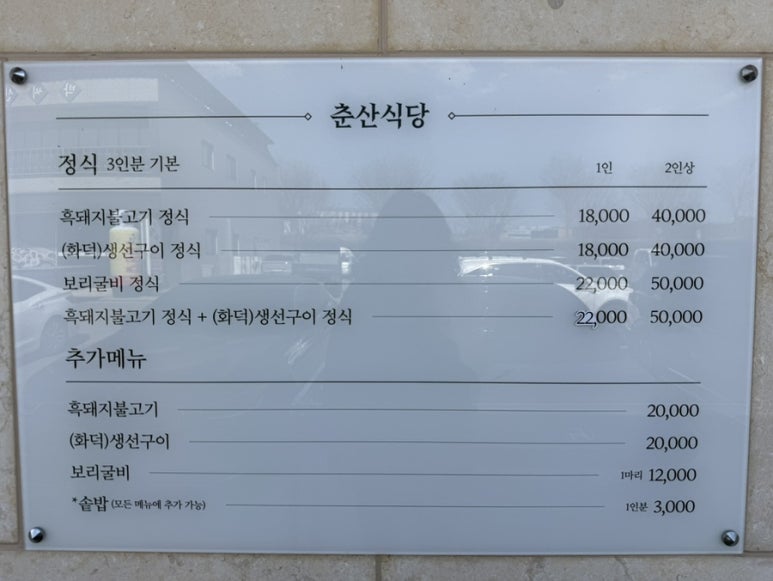 춘산식당
정식 3인분 기본 1인 2인상
흑돼지불고기 정식 18,000 40,000
(화덕)생선구이 정식 18,000 40,000
보리굴비 정식 22,000 50,000
흑돼지불고기 정식 + (화덕)생선구이 정식 22,000 50,000
추가메뉴
흑돼지불고기 20,000
(화덕)생선구이 20,000
보리굴비 1마리 12,000
*솥밥 (모든 메뉴에 추가 가능) 1인분 3,000